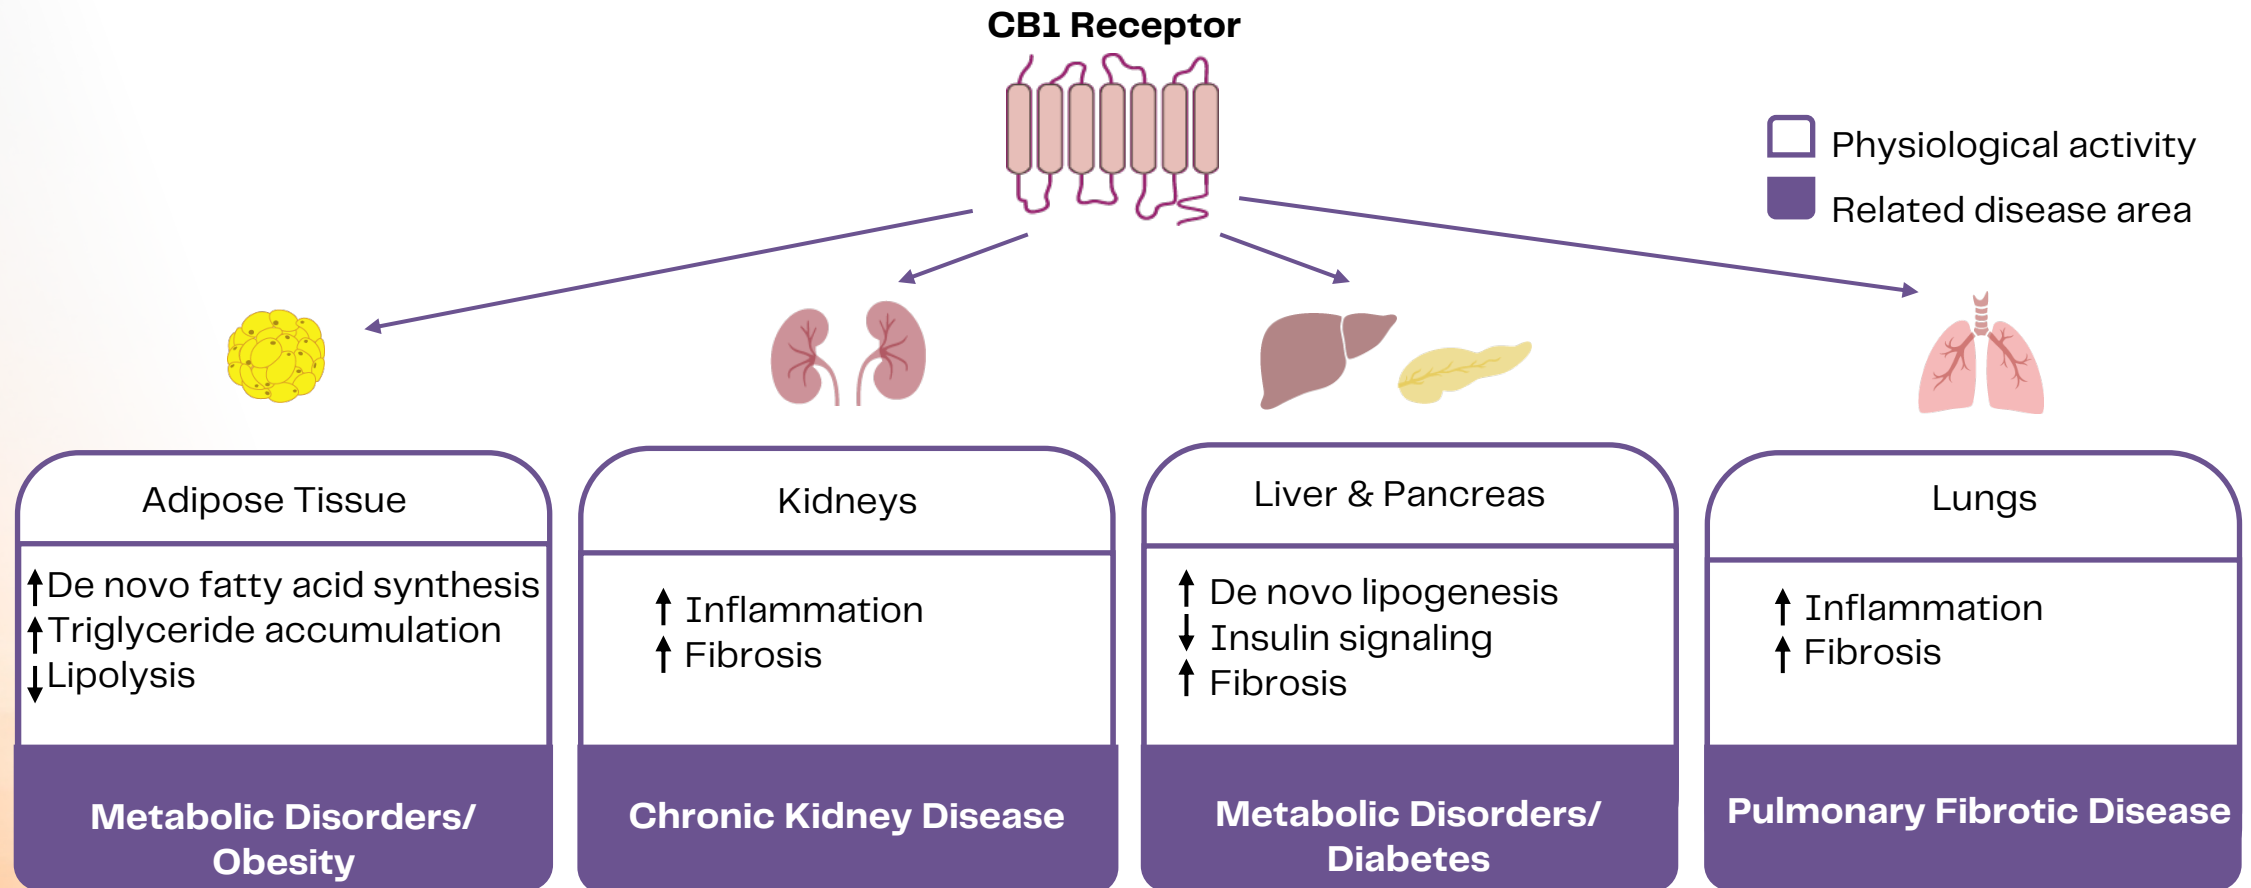 CB1 Receptor
Physiological activity
Related disease area
Adipose Tissue
↑De novo fatty acid synthesis
↑Triglyceride accumulation
↓Lipolysis
Metabolic Disorders/
Obesity
Kidneys
↑ Inflammation
↑ Fibrosis
Chronic Kidney Disease
Liver & Pancreas
↑ De novo lipogenesis
↓ Insulin signaling
↑ Fibrosis
Metabolic Disorders/
Diabetes
Lungs
↑ Inflammation
↑ Fibrosis
Pulmonary Fibrotic Disease